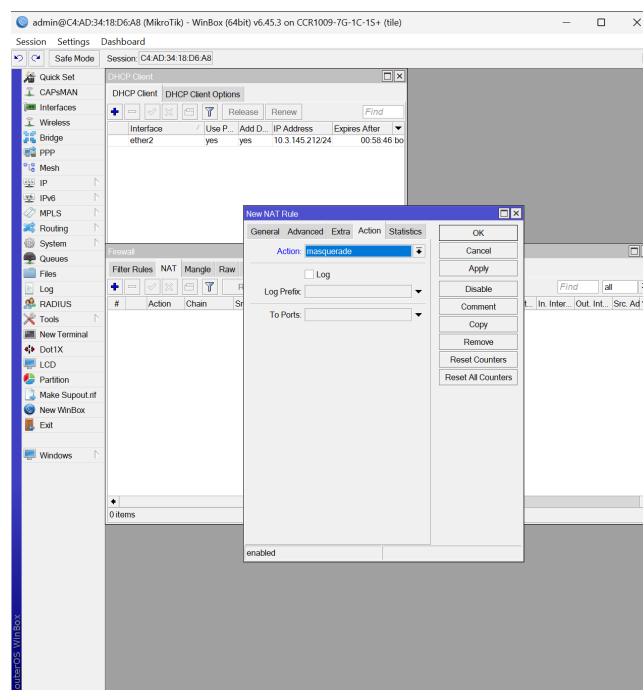 admin@C4:AD:34:18:D6:A8 (MikroTik) - WinBox (64bit) v6.45.3 on CCR1009-7G-1C-1S+ (tile)
Session Settings Dashboard
Safe Mode Session: C4:AD:34:18:D6:A8
Quick Set
CAPsMAN
Interfaces
Wireless
Bridge
PPP
Mesh
IP
IPv6
MPLS
Routing
System
Queues
Files
Log
RADIUS
Tools
New Terminal
Dot1X
LCD
Partition
Make Supout.rif
New WinBox
Exit
Windows
outerOS WinBox
DHCP Client
DHCP Client DHCP Client Options
Release Renew Find
Interface Use P... Add D... IP Address Expires After
ether2 yes yes 10.3.145.212/24 00:58:46 bo
Firewall
Filter Rules NAT Mangle Raw
Find all
# Action Chain Sr
t... In. Inter... Out. Int... Src. Ad
0 items
New NAT Rule
General Advanced Extra Action Statistics
Action: masquerade
Log
Log Prefix:
To Ports:
OK
Cancel
Apply
Disable
Comment
Copy
Remove
Reset Counters
Reset All Counters
enabled